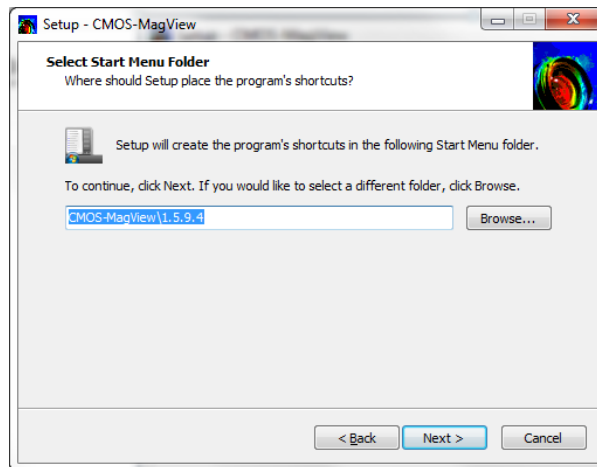 Setup - CMOS-MagView
Select Start Menu Folder
Where should Setup place the program's shortcuts?
Setup will create the program's shortcuts in the following Start Menu folder.
To continue, click Next. If you would like to select a different folder, click Browse.
CMOS-MagView\1.5.9.4
Browse...
< Back
Next >
Cancel